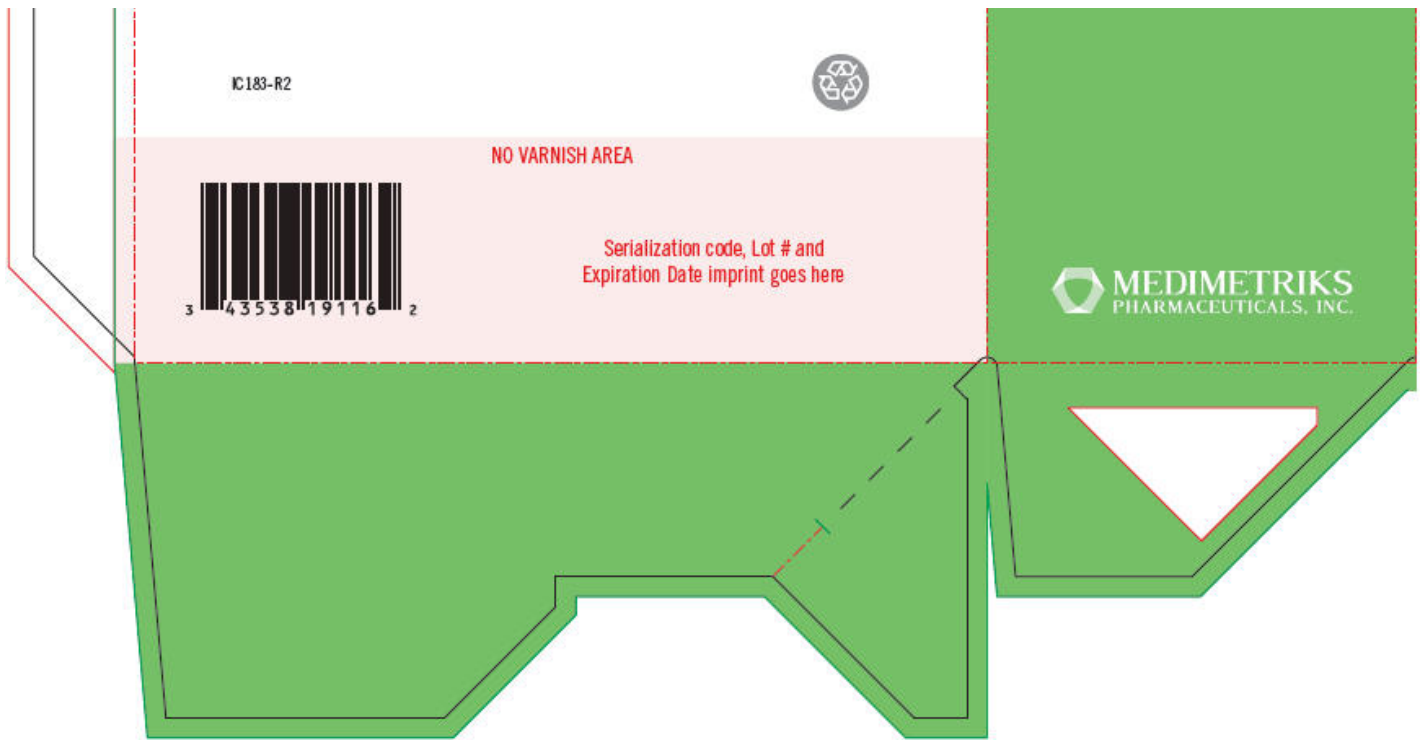 IC183-R2
NO VARNISH AREA
Serialization code, Lot # and
Expiration Date imprint goes here
3 43538 19116 2
MEDIMETRIKS
PHARMACEUTICALS, INC.